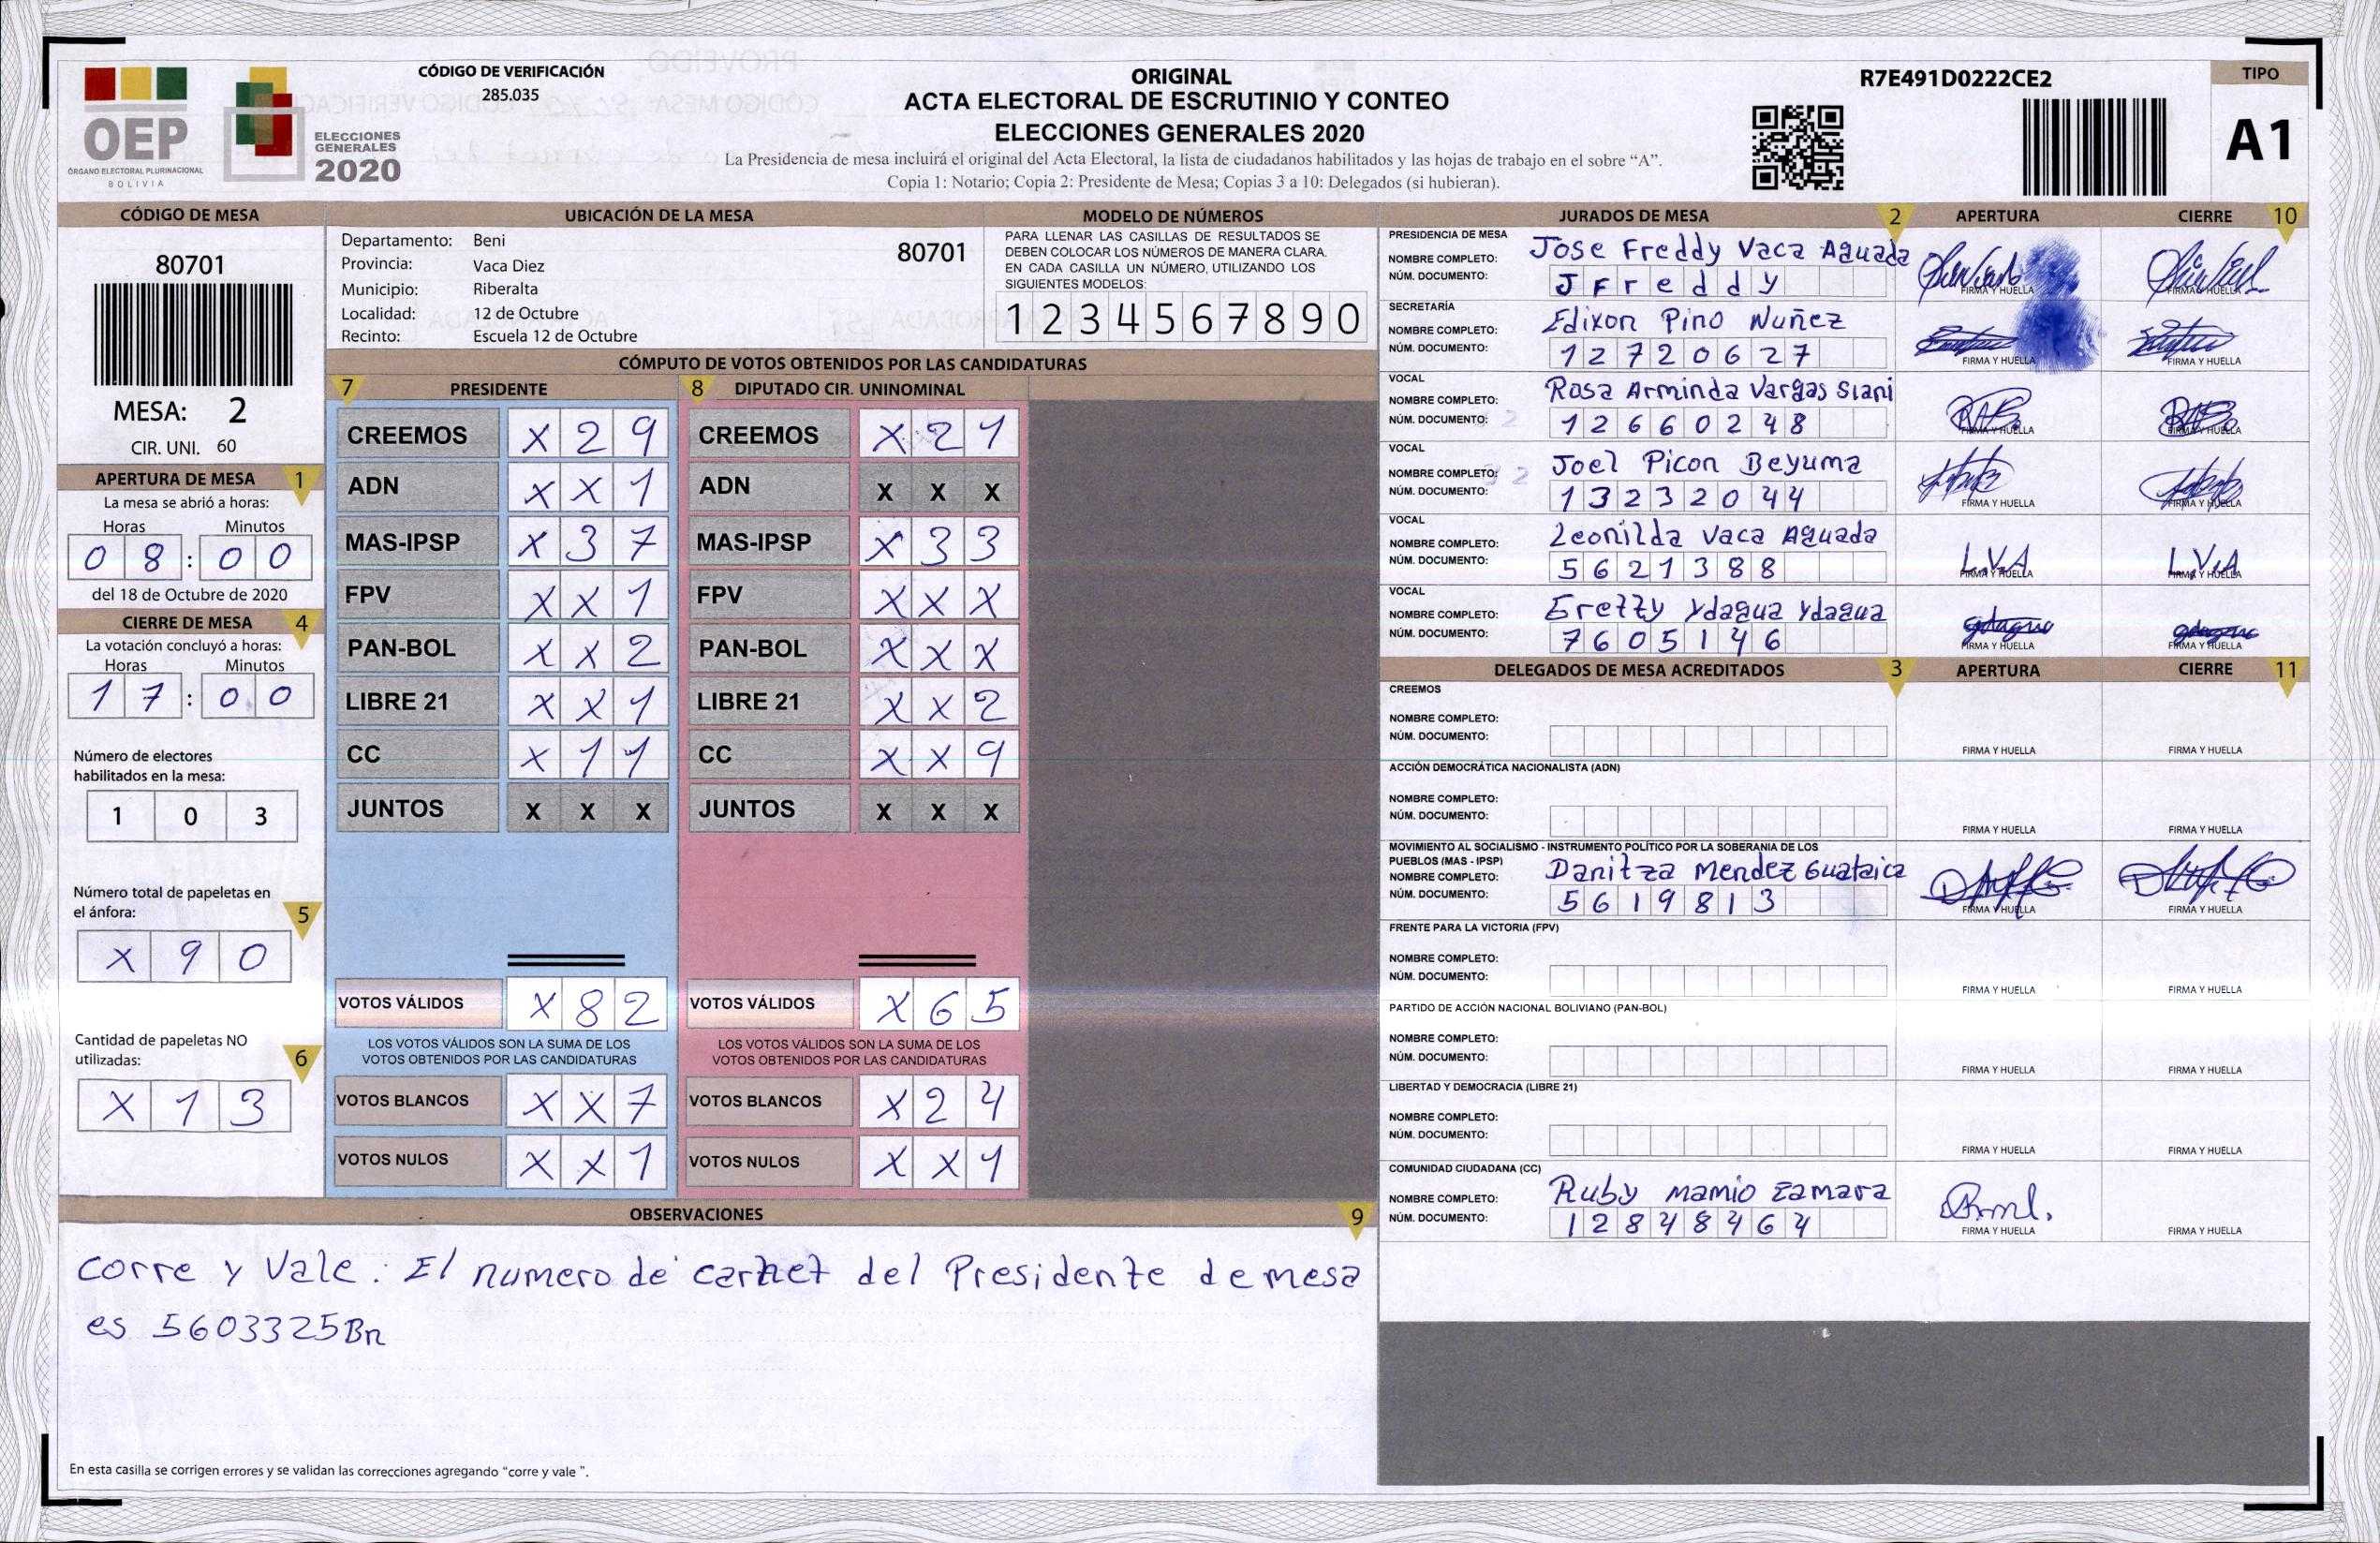 OEP
ÓRGANO ELECTORAL PLURINACIONAL
BOLIVIA
ELECCIONES
GENERALES
2020
CÓDIGO DE VERIFICACIÓN
285.035
ORIGINAL
ACTA ELECTORAL DE ESCRUTINIO Y CONTEO
ELECCIONES GENERALES 2020
La Presidencia de mesa incluirá el original del Acta Electoral, la lista de ciudadanos habilitados y las hojas de trabajo en el sobre “A”.
Copia 1: Notario; Copia 2: Presidente de Mesa; Copias 3 a 10: Delegados (si hubieran).
R7E491D0222CE2
TIPO
A1
CÓDIGO DE MESA
80701
MESA: 2
CIR. UNI. 60
APERTURA DE MESA 1
La mesa se abrió a horas:
Horas Minutos
0 8 : 0 0
del 18 de Octubre de 2020
CIERRE DE MESA 4
La votación concluyó a horas:
Horas Minutos
1 7 : 0 0
Número de electores
habilitados en la mesa:
1 0 3
Número total de papeletas en
el ánfora: 5
X 9 0
Cantidad de papeletas NO
utilizadas: 6
X 1 3
UBICACIÓN DE LA MESA
Departamento: Beni 80701
Provincia: Vaca Diez
Municipio: Riberalta
Localidad: 12 de Octubre
Recinto: Escuela 12 de Octubre
MODELO DE NÚMEROS
PARA LLENAR LAS CASILLAS DE RESULTADOS SE
DEBEN COLOCAR LOS NÚMEROS DE MANERA CLARA.
EN CADA CASILLA UN NÚMERO, UTILIZANDO LOS
SIGUIENTES MODELOS:
1 2 3 4 5 6 7 8 9 0
CÓMPUTO DE VOTOS OBTENIDOS POR LAS CANDIDATURAS
7 PRESIDENTE
CREEMOS X 2 9
ADN X X 1
MAS-IPSP X 3 7
FPV X X 1
PAN-BOL X X 2
LIBRE 21 X X 1
CC X 1 1
JUNTOS X X X
VOTOS VÁLIDOS X 8 2
LOS VOTOS VÁLIDOS SON LA SUMA DE LOS
VOTOS OBTENIDOS POR LAS CANDIDATURAS
VOTOS BLANCOS X X 7
VOTOS NULOS X X 1
8 DIPUTADO CIR. UNINOMINAL
CREEMOS X 2 1
ADN X X X
MAS-IPSP X 3 3
FPV X X X
PAN-BOL X X X
LIBRE 21 X X 2
CC X X 9
JUNTOS X X X
VOTOS VÁLIDOS X 6 5
LOS VOTOS VÁLIDOS SON LA SUMA DE LOS
VOTOS OBTENIDOS POR LAS CANDIDATURAS
VOTOS BLANCOS X 2 4
VOTOS NULOS X X 1
OBSERVACIONES 9
Corre y Vale: El numero de carnet del Presidente de mesa
es 5603325Bn
En esta casilla se corrigen errores y se validan las correcciones agregando “corre y vale ”.
JURADOS DE MESA 2 APERTURA CIERRE 10
PRESIDENCIA DE MESA
NOMBRE COMPLETO: Jose Freddy Vaca Aguada
NÚM. DOCUMENTO: J F r e d d y
FIRMA Y HUELLA FIRMA Y HUELLA
SECRETARÍA
NOMBRE COMPLETO: Edixon Pino Nuñez
NÚM. DOCUMENTO: 1 2 7 2 0 6 2 7
FIRMA Y HUELLA FIRMA Y HUELLA
VOCAL
NOMBRE COMPLETO: Rosa Arminda Vargas Siani
NÚM. DOCUMENTO: 1 2 6 6 0 2 4 8
FIRMA Y HUELLA FIRMA Y HUELLA
VOCAL
NOMBRE COMPLETO: Joel Picon Beyuma
NÚM. DOCUMENTO: 1 3 2 3 2 0 4 4
FIRMA Y HUELLA FIRMA Y HUELLA
VOCAL
NOMBRE COMPLETO: Leonilda Vaca Aguada
NÚM. DOCUMENTO: 5 6 2 1 3 8 8
L.V.A L.V.A
FIRMA Y HUELLA FIRMA Y HUELLA
VOCAL
NOMBRE COMPLETO: Erezzy Ydagua Ydagua
NÚM. DOCUMENTO: 7 6 0 5 1 4 6
FIRMA Y HUELLA FIRMA Y HUELLA
DELEGADOS DE MESA ACREDITADOS 3 APERTURA CIERRE 11
CREEMOS
NOMBRE COMPLETO:
NÚM. DOCUMENTO:
FIRMA Y HUELLA FIRMA Y HUELLA
ACCIÓN DEMOCRÁTICA NACIONALISTA (ADN)
NOMBRE COMPLETO:
NÚM. DOCUMENTO:
FIRMA Y HUELLA FIRMA Y HUELLA
MOVIMIENTO AL SOCIALISMO - INSTRUMENTO POLÍTICO POR LA SOBERANIA DE LOS
PUEBLOS (MAS - IPSP)
NOMBRE COMPLETO: Danitza Mendez Guataica
NÚM. DOCUMENTO: 5 6 1 9 8 1 3
FIRMA Y HUELLA FIRMA Y HUELLA
FRENTE PARA LA VICTORIA (FPV)
NOMBRE COMPLETO:
NÚM. DOCUMENTO:
FIRMA Y HUELLA FIRMA Y HUELLA
PARTIDO DE ACCIÓN NACIONAL BOLIVIANO (PAN-BOL)
NOMBRE COMPLETO:
NÚM. DOCUMENTO:
FIRMA Y HUELLA FIRMA Y HUELLA
LIBERTAD Y DEMOCRACIA (LIBRE 21)
NOMBRE COMPLETO:
NÚM. DOCUMENTO:
FIRMA Y HUELLA FIRMA Y HUELLA
COMUNIDAD CIUDADANA (CC)
NOMBRE COMPLETO: Ruby Mamio Zamara
NÚM. DOCUMENTO: 1 2 8 4 8 4 6 4
FIRMA Y HUELLA FIRMA Y HUELLA